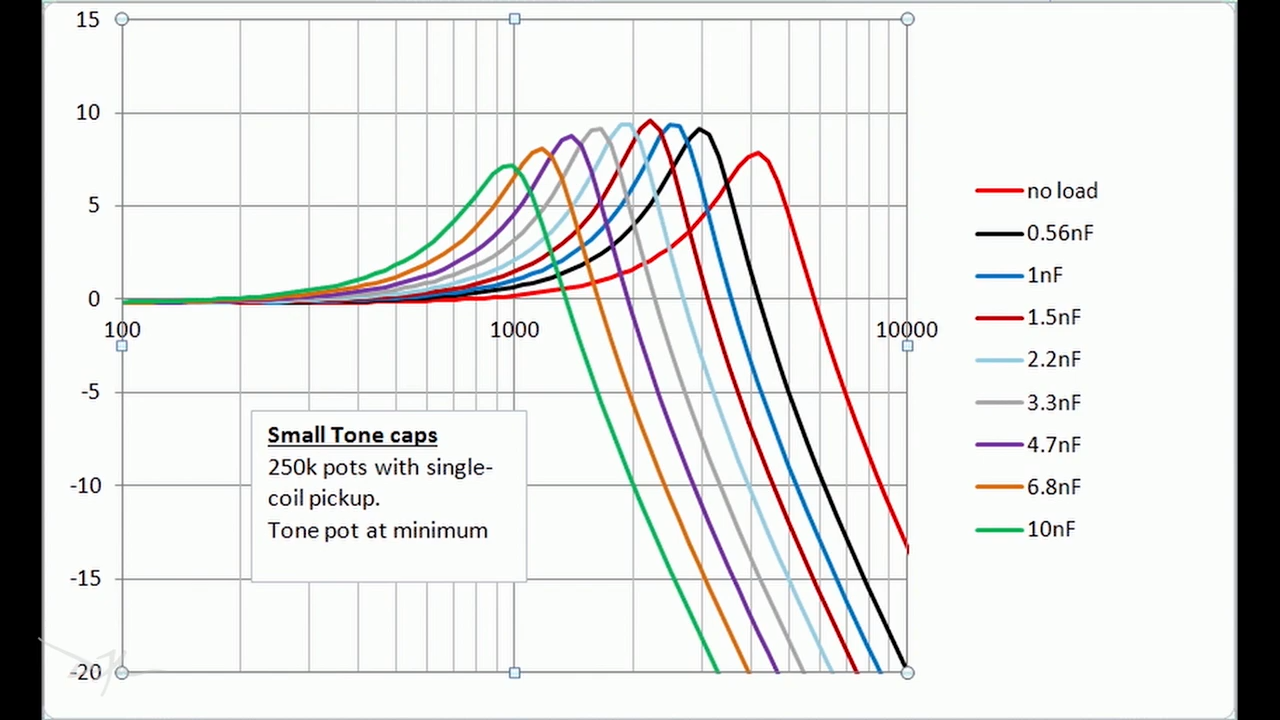 15
10
5
0
-5
-10
-15
-20
100
1000
10000
Small Tone caps
250k pots with single-
coil pickup.
Tone pot at minimum
no load
0.56nF
1nF
1.5nF
2.2nF
3.3nF
4.7nF
6.8nF
10nF